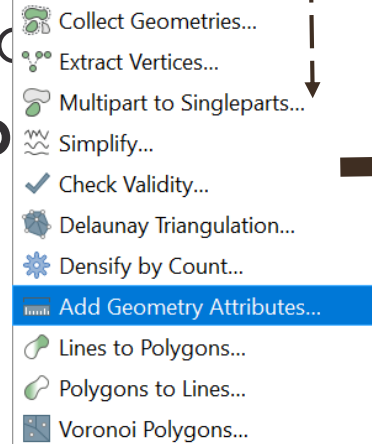 Collect Geometries...
Extract Vertices...
Multipart to Singleparts...
Simplify...
Check Validity...
Delaunay Triangulation...
Densify by Count...
Add Geometry Attributes...
Lines to Polygons...
Polygons to Lines...
Voronoi Polygons...